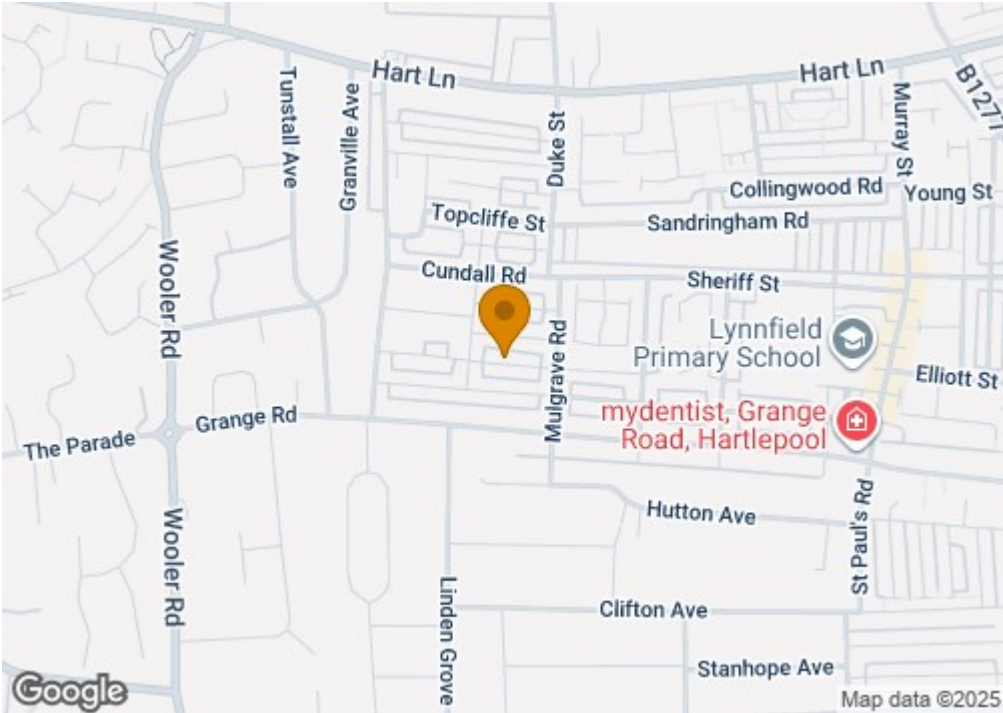 Hart Ln
Hart Ln
B1277
Tunstall Ave
Granville Ave
Duke St
Murray St
Collingwood Rd
Young St
Topcliffe St
Sandringham Rd
Wooler Rd
Cundall Rd
Sheriff St
Lynnfield
Primary School
Mulgrave Rd
Elliott St
mydentist, Grange
Road, Hartlepool
Grange Rd
The Parade
Hutton Ave
St Paul's Rd
Wooler Rd
Linden Grove
Clifton Ave
Stanhope Ave
Google
Map data ©2025